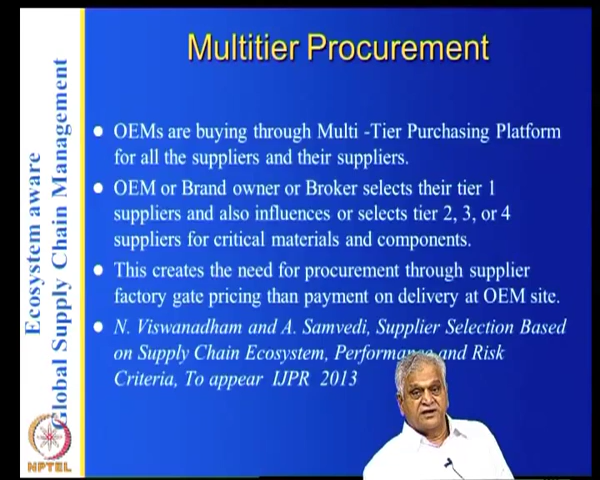 Multitier Procurement
OEMs are buying through Multi -Tier Purchasing Platform
for all the suppliers and their suppliers.
OEM or Brand owner or Broker selects their tier 1
suppliers and also influences or selects tier 2, 3, or 4
suppliers for critical materials and components.
This creates the need for procurement through supplier
factory gate pricing than payment on delivery at OEM site.
N. Viswanadham and A. Samvedi, Supplier Selection Based
on Supply Chain Ecosystem, Performance and Risk
Criteria, To appear IJPR 2013
Ecosystem aware
Global Supply Chain Management
NPTEL